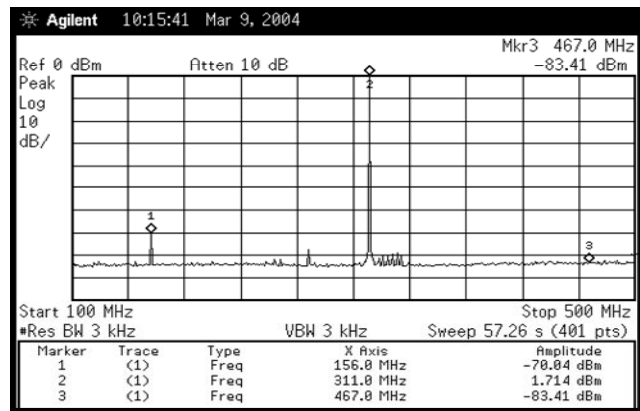 Agilent 10:15:41 Mar 9, 2004
Mkr3 467.0 MHz
Ref 0 dBm Atten 10 dB -83.41 dBm
Peak
Log
10
dB/
2
1
3
Start 100 MHz Stop 500 MHz
#Res BW 3 kHz VBW 3 kHz Sweep 57.26 s (401 pts)
Marker Trace Type X Axis Amplitude
1 (1) Freq 156.0 MHz -70.04 dBm
2 (1) Freq 311.0 MHz 1.714 dBm
3 (1) Freq 467.0 MHz -83.41 dBm